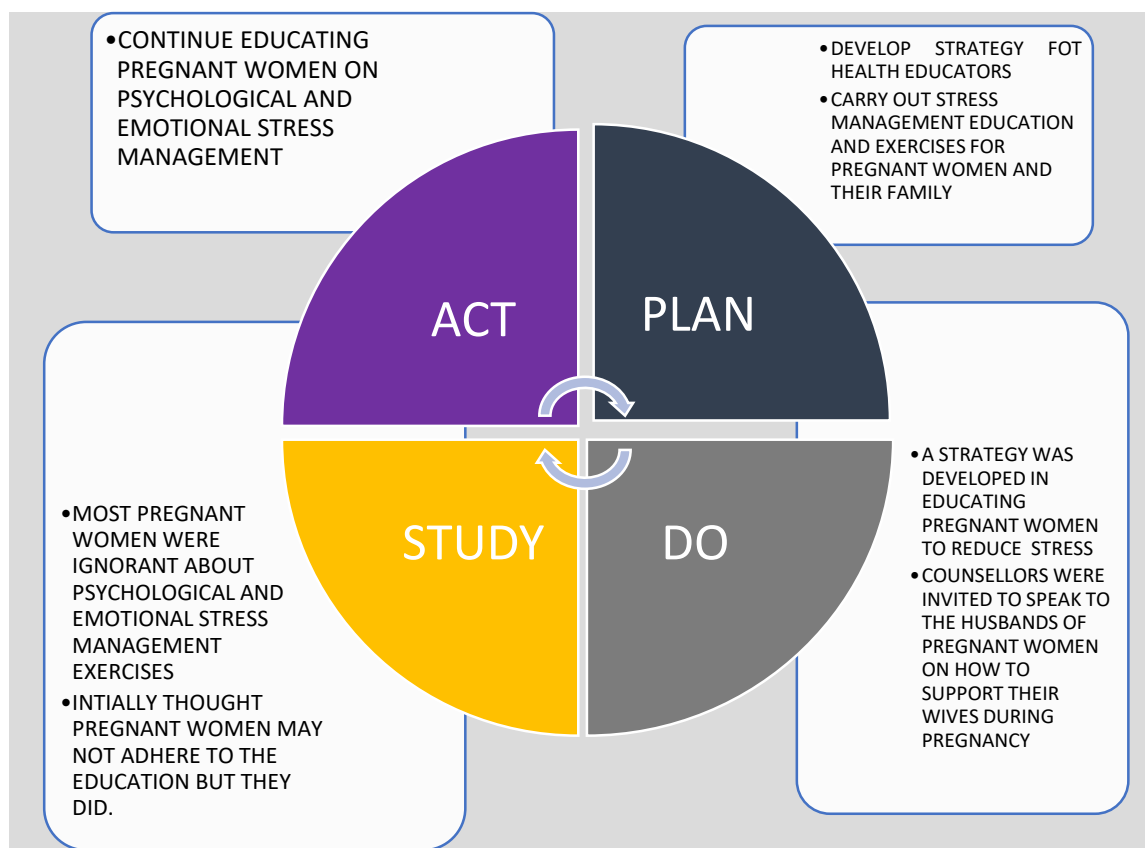 •CONTINUE EDUCATING
PREGNANT WOMEN ON
PSYCHOLOGICAL AND
EMOTIONAL STRESS
MANAGEMENT
•DEVELOP STRATEGY FOT
HEALTH EDUCATORS
•CARRY OUT STRESS
MANAGEMENT EDUCATION
AND EXERCISES FOR
PREGNANT WOMEN AND
THEIR FAMILY
ACT
PLAN
STUDY
DO
•MOST PREGNANT
WOMEN WERE
IGNORANT ABOUT
PSYCHOLOGICAL AND
EMOTIONAL STRESS
MANAGEMENT
EXERCISES
•INTIALLY THOUGHT
PREGNANT WOMEN MAY
NOT ADHERE TO THE
EDUCATION BUT THEY
DID.
•A STRATEGY WAS
DEVELOPED IN
EDUCATING
PREGNANT WOMEN
TO REDUCE STRESS
•COUNSELLORS WERE
INVITED TO SPEAK TO
THE HUSBANDS OF
PREGNANT WOMEN
ON HOW TO
SUPPORT THEIR
WIVES DURING
PREGNANCY